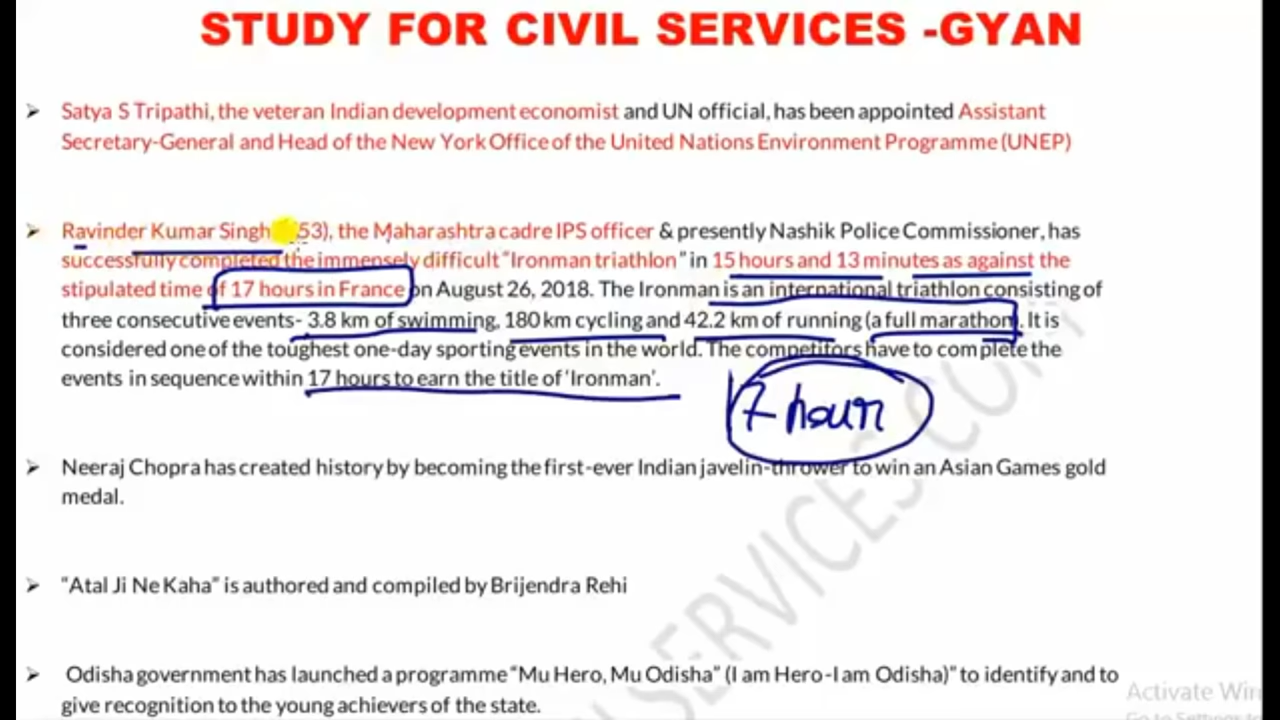 STUDY FOR CIVIL SERVICES -GYAN
➢ Satya S Tripathi, the veteran Indian development economist and UN official, has been appointed Assistant
Secretary-General and Head of the New York Office of the United Nations Environment Programme (UNEP)
➢ Ravinder Kumar Singh 53), the Maharashtra cadre IPS officer & presently Nashik Police Commissioner, has
successfully completed the immensely difficult "Ironman triathlon" in 15 hours and 13 minutes as against the
stipulated time of 17 hours in France on August 26, 2018. The Ironman is an international triathlon consisting of
three consecutive events- 3.8 km of swimming, 180 km cycling and 42.2 km of running (a full marathon). It is
considered one of the toughest one-day sporting events in the world. The competitors have to complete the
events in sequence within 17 hours to earn the title of 'Ironman'.
17 hour
➢ Neeraj Chopra has created history by becoming the first-ever Indian javelin-thrower to win an Asian Games gold
medal.
➢ "Atal Ji Ne Kaha" is authored and compiled by Brijendra Rehi
➢ Odisha government has launched a programme "Mu Hero, Mu Odisha" (I am Hero-I am Odisha)" to identify and to
give recognition to the young achievers of the state.
SERVICES
Activate Win
Go to Settings to